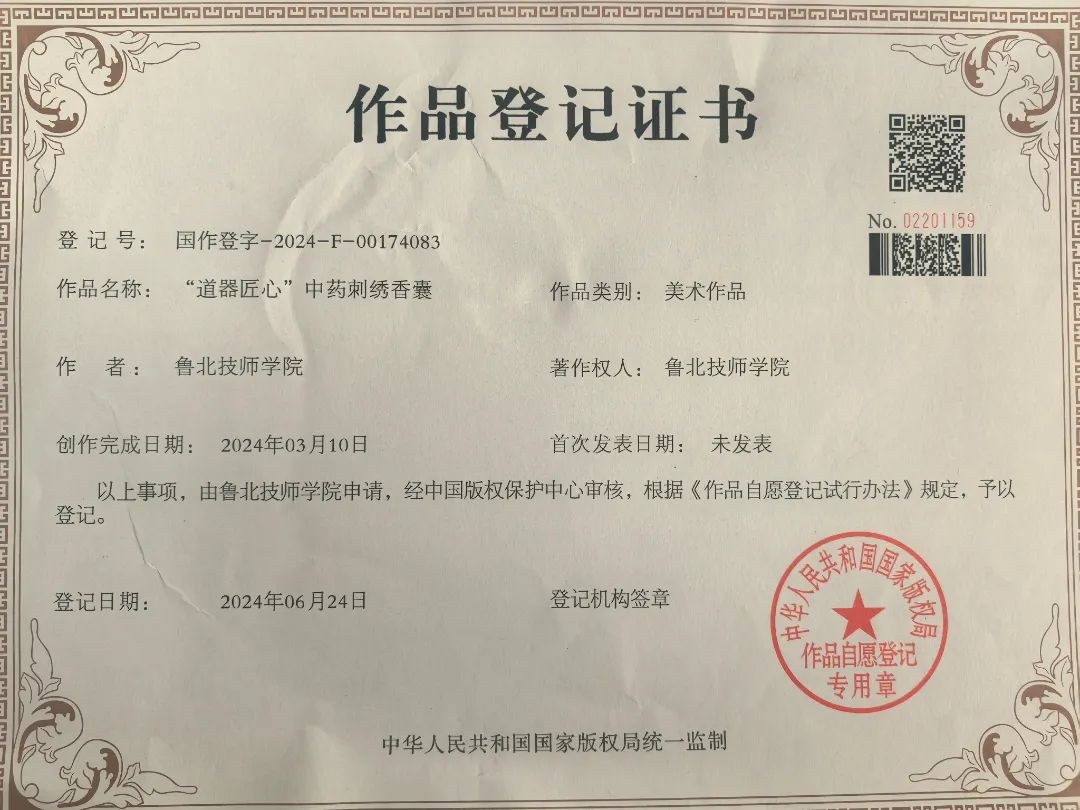 作品登记证书
No. 02201159
登 记 号： 国作登字-2024-F-00174083
作品名称： “道器匠心”中药刺绣香囊 作品类别： 美术作品
作 者： 鲁北技师学院 著作权人： 鲁北技师学院
创作完成日期： 2024年03月10日 首次发表日期： 未发表
以上事项，由鲁北技师学院申请，经中国版权保护中心审核，根据《作品自愿登记试行办法》规定，予以
登记。
登记日期： 2024年06月24日 登记机构签章
中华人民共和国国家版权局
作品自愿登记
专用章
中华人民共和国国家版权局统一监制